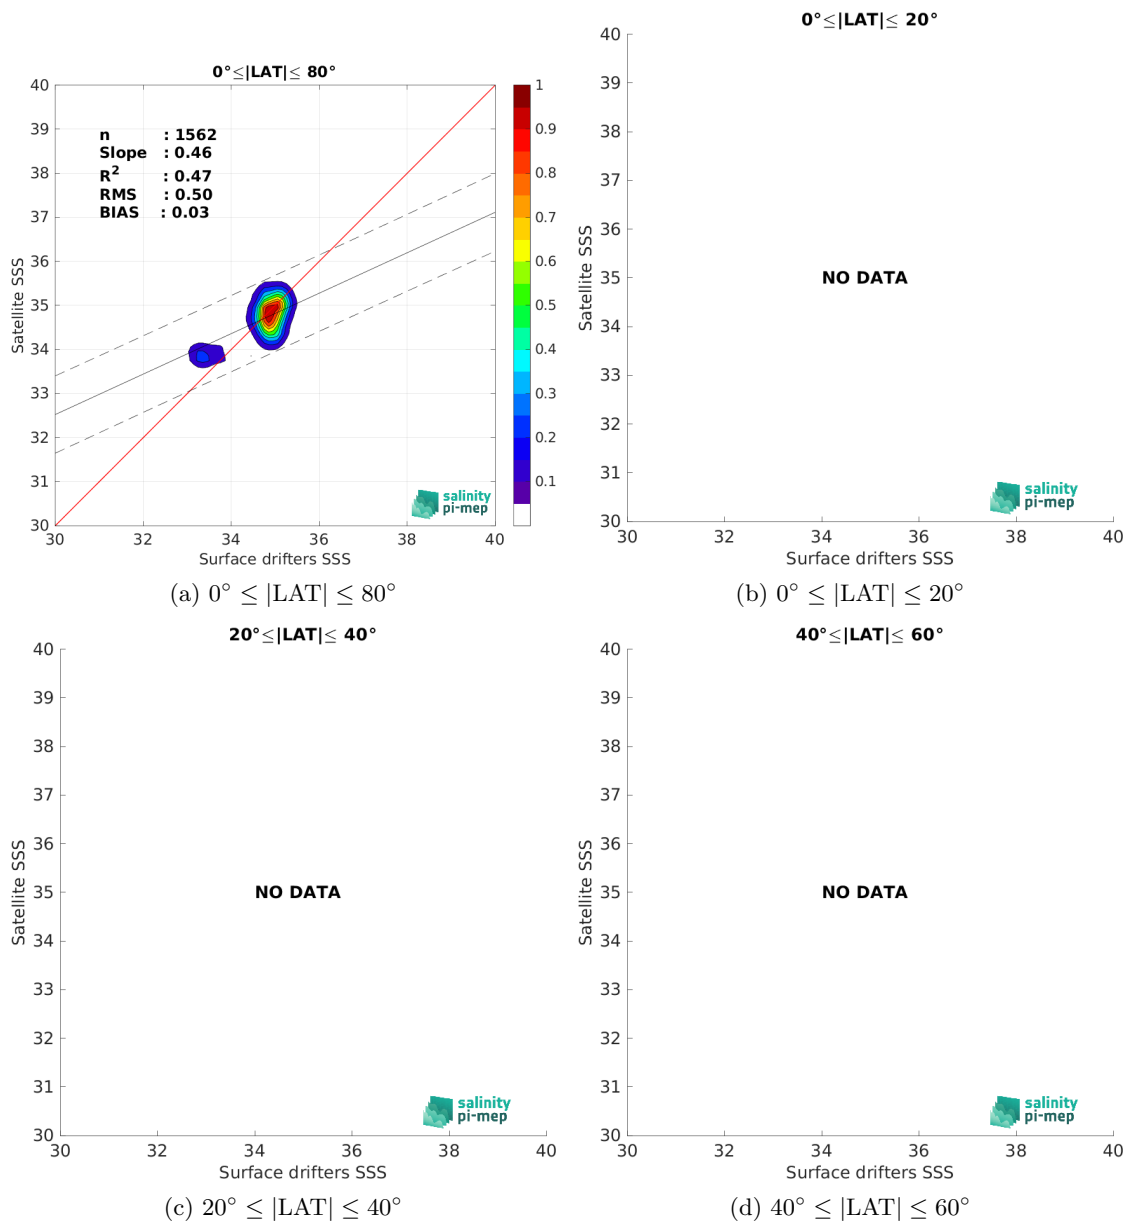 0°≤|LAT|≤ 80°
40
39
38
37
36
35
34
33
32
31
30
Satellite SSS
n : 1562
Slope : 0.46
R² : 0.47
RMS : 0.50
BIAS : 0.03
1
0.9
0.8
0.7
0.6
0.5
0.4
0.3
0.2
0.1
salinity
pi-mep
30 32 34 36 38 40
Surface drifters SSS
(a) 0° ≤ |LAT| ≤ 80°
0°≤|LAT|≤ 20°
40
39
38
37
36
35
34
33
32
31
30
Satellite SSS
NO DATA
salinity
pi-mep
30 32 34 36 38 40
Surface drifters SSS
(b) 0° ≤ |LAT| ≤ 20°
20°≤|LAT|≤ 40°
40
39
38
37
36
35
34
33
32
31
30
Satellite SSS
NO DATA
salinity
pi-mep
30 32 34 36 38 40
Surface drifters SSS
(c) 20° ≤ |LAT| ≤ 40°
40°≤|LAT|≤ 60°
40
39
38
37
36
35
34
33
32
31
30
Satellite SSS
NO DATA
salinity
pi-mep
30 32 34 36 38 40
Surface drifters SSS
(d) 40° ≤ |LAT| ≤ 60°